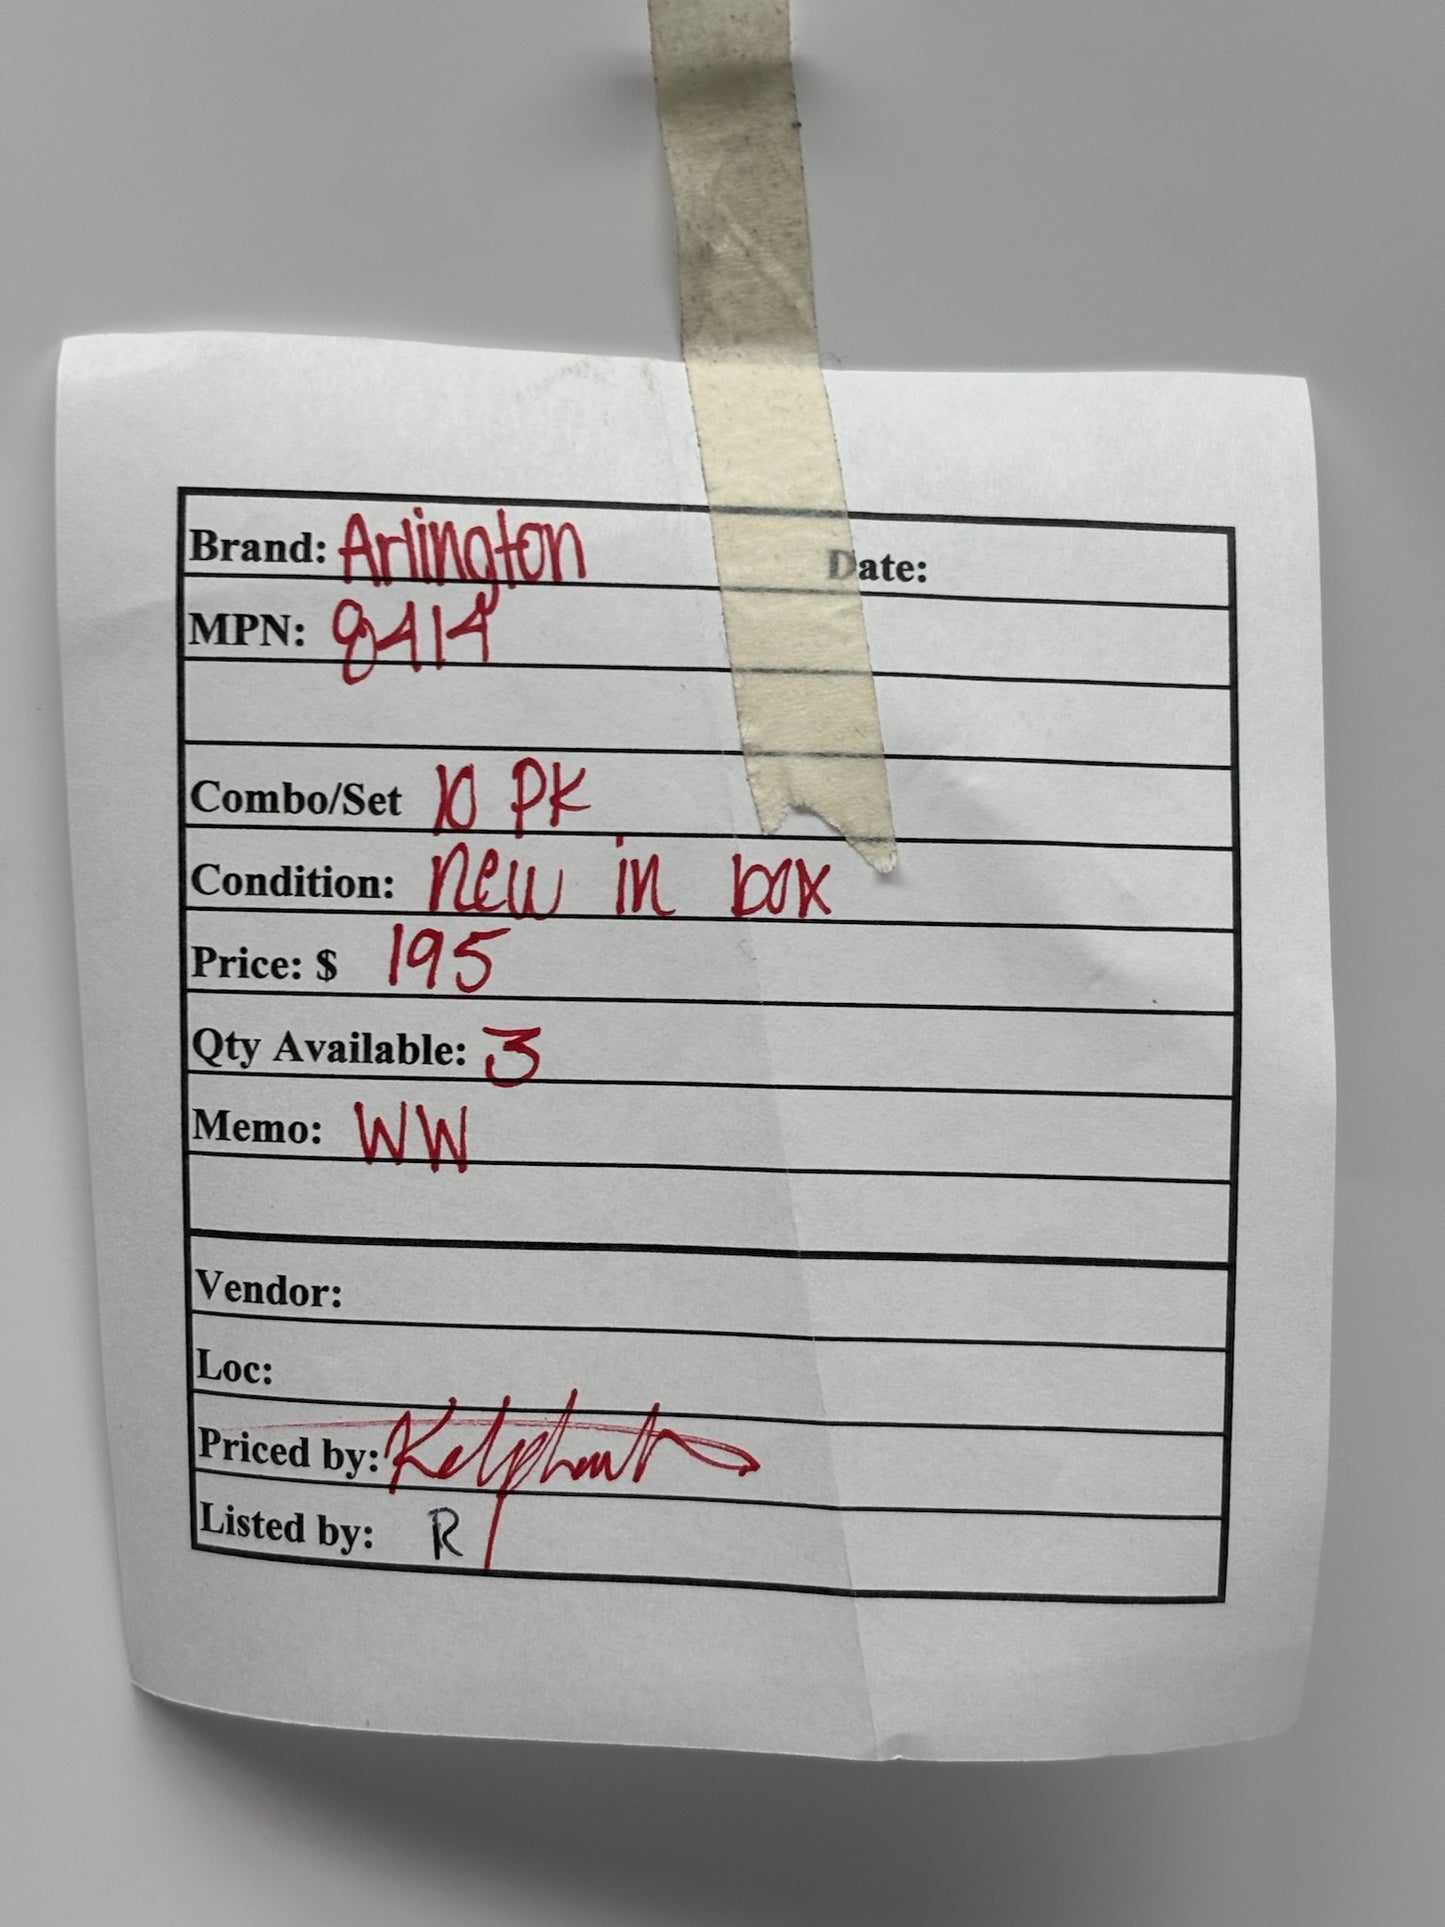 Brand: Arlington Date:
MPN: 8414
Combo/Set 10 PK
Condition: new in box
Price: $ 195
Qty Available: 3
Memo: WW
Vendor:
Loc:
Priced by:
Listed by: R